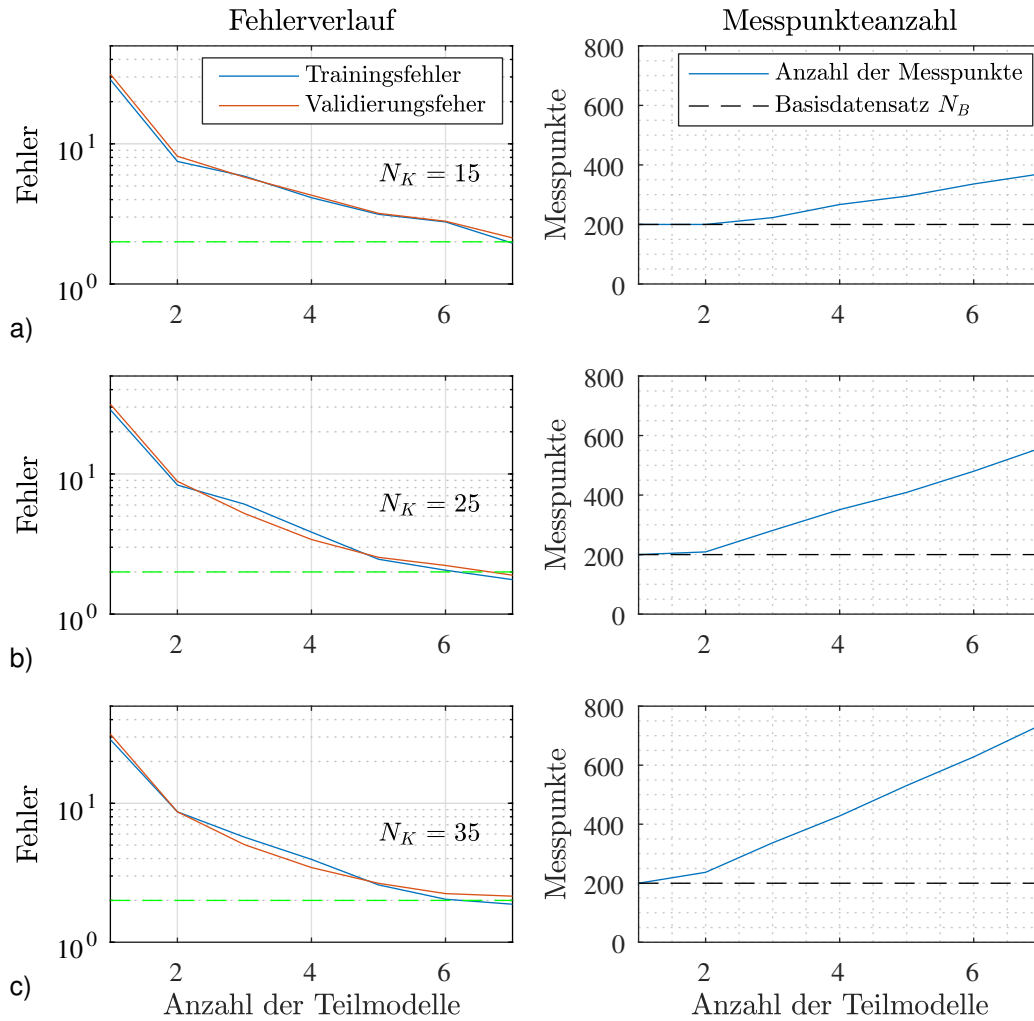 Fehlerverlauf
Messpunkteanzahl
Fehler
10^1
10^0
Trainingsfehler
Validierungsfeher
N_K = 15
2 4 6
a)
Messpunkte
800
600
400
200
0
Anzahl der Messpunkte
Basisdatensatz N_B
2 4 6
Fehler
10^1
10^0
N_K = 25
2 4 6
b)
Messpunkte
800
600
400
200
0
2 4 6
Fehler
10^1
10^0
N_K = 35
2 4 6
c)
Anzahl der Teilmodelle
Messpunkte
800
600
400
200
0
2 4 6
Anzahl der Teilmodelle